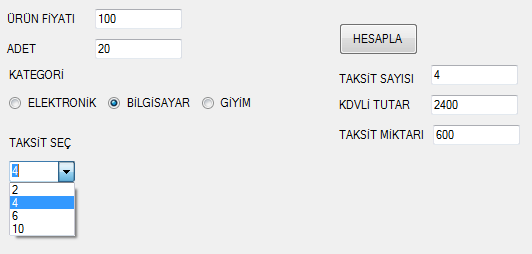 ÜRÜN FİYATI 100
ADET 20
KATEGORİ
ELEKTRONİK BİLGİSAYAR GİYİM
TAKSİT SEÇ
4
2
4
6
10
HESAPLA
TAKSİT SAYISI 4
KDVLİ TUTAR 2400
TAKSİT MİKTARI 600